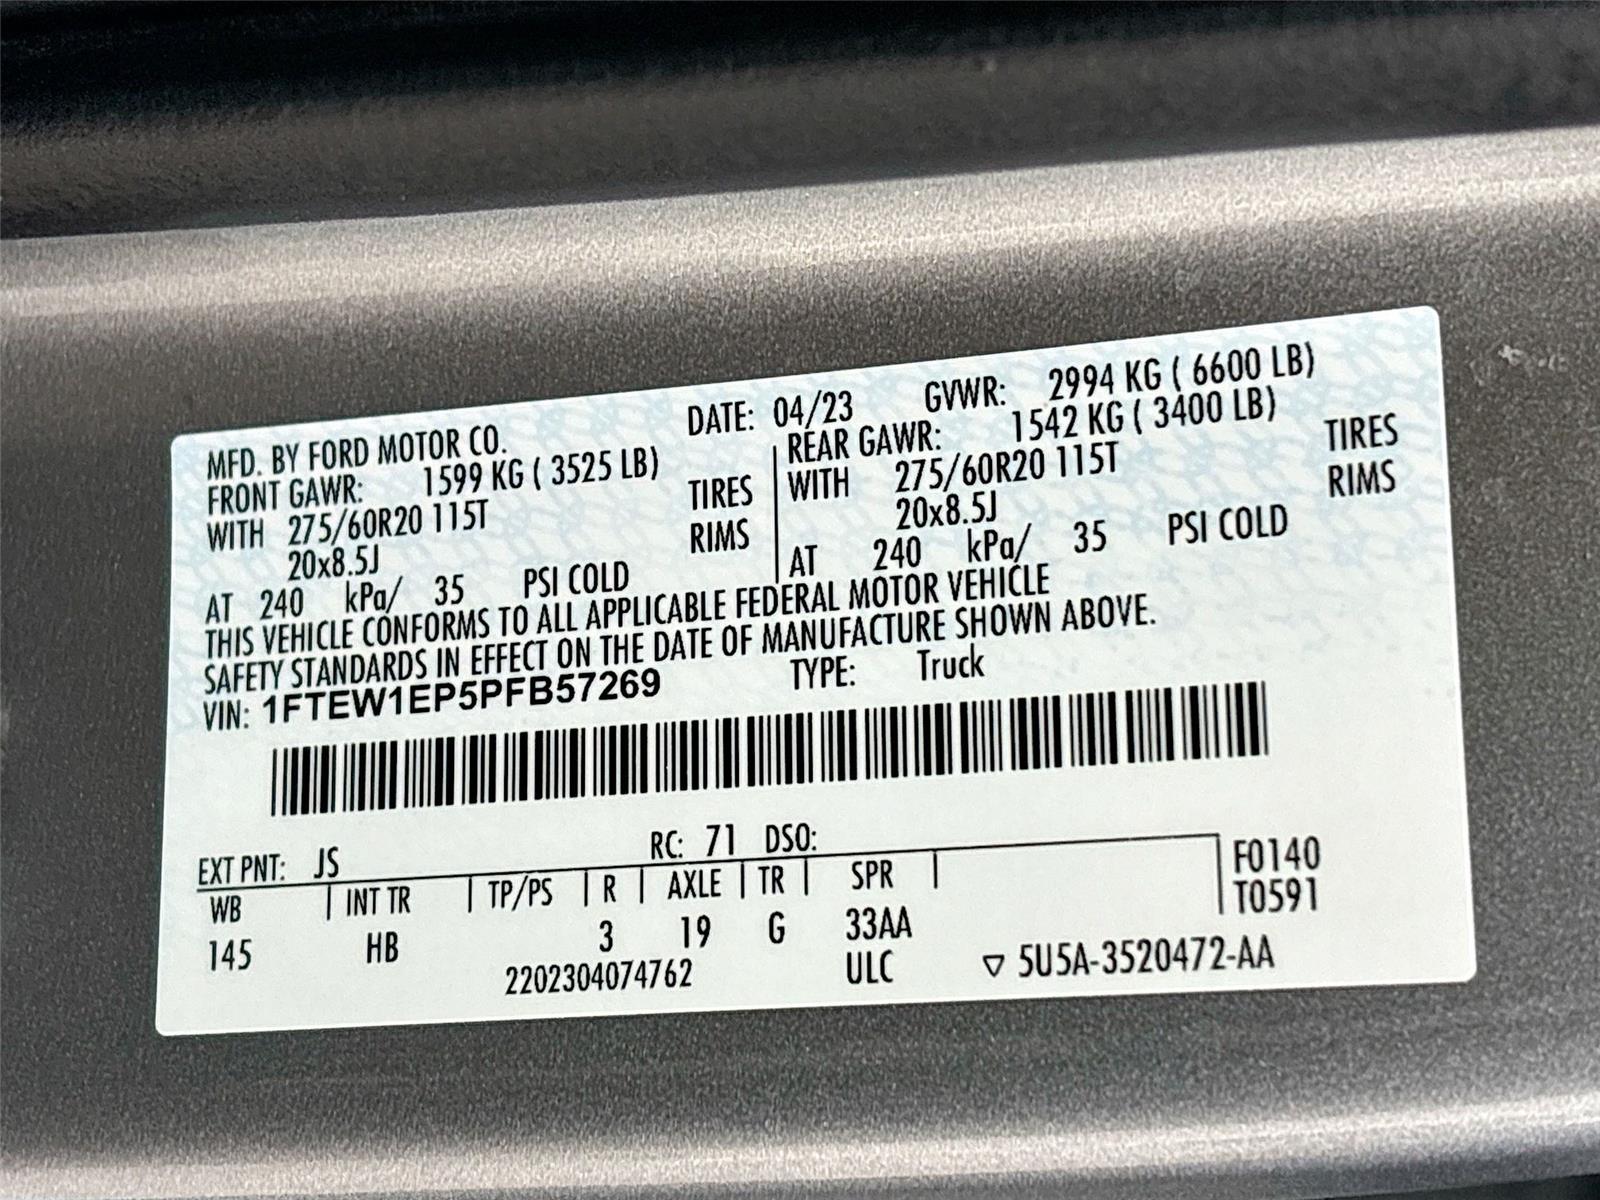 MFD. BY FORD MOTOR CO. DATE: 04/23 GVWR: 2994 KG ( 6600 LB)
FRONT GAWR: 1599 KG ( 3525 LB) REAR GAWR: 1542 KG ( 3400 LB)
WITH 275/60R20 115T TIRES WITH 275/60R20 115T TIRES
20x8.5J RIMS 20x8.5J RIMS
AT 240 kPa/ 35 PSI COLD AT 240 kPa/ 35 PSI COLD
THIS VEHICLE CONFORMS TO ALL APPLICABLE FEDERAL MOTOR VEHICLE
SAFETY STANDARDS IN EFFECT ON THE DATE OF MANUFACTURE SHOWN ABOVE.
VIN: 1FTEW1EP5PFB57269 TYPE: Truck
EXT PNT: JS RC: 71 DSO:
WB INT TR TP/PS R AXLE TR SPR F0140
T0591
145 HB 3 19 G 33AA
2202304074762 ULC ▽ 5U5A-3520472-AA